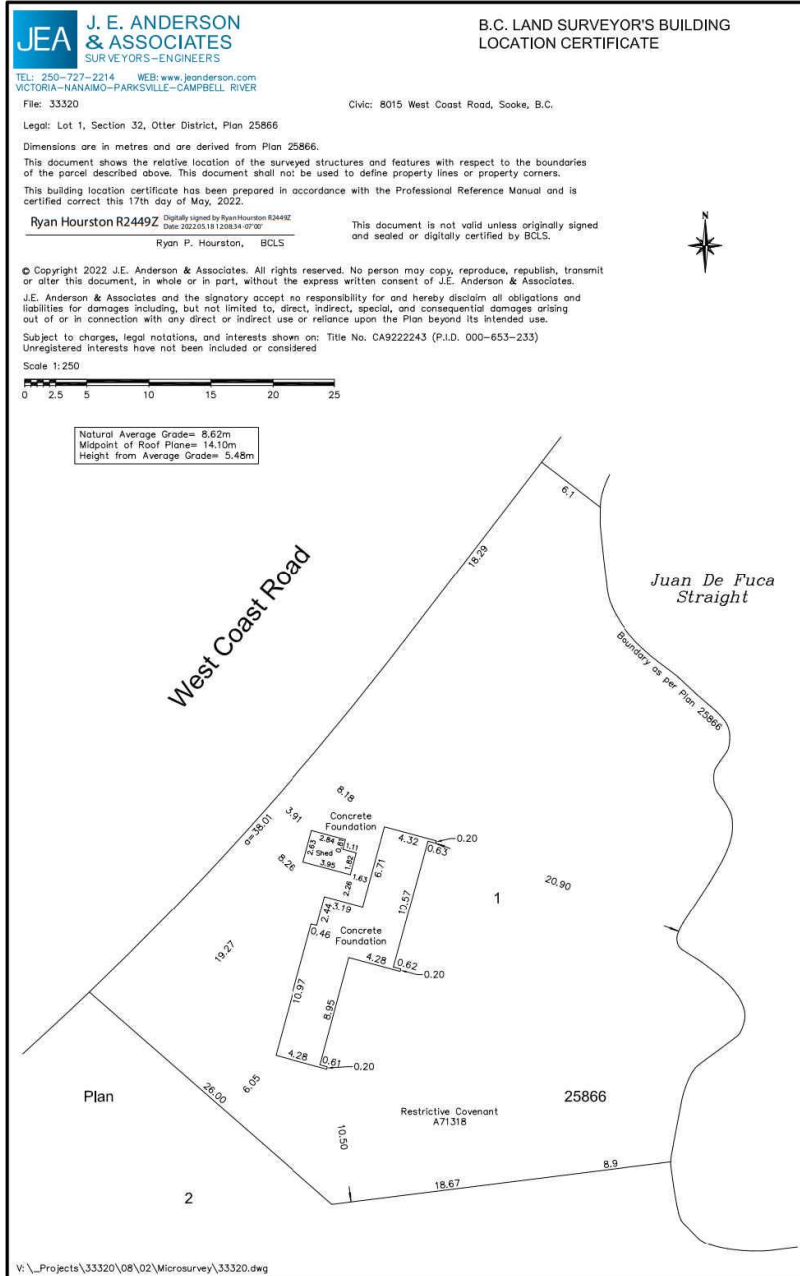 JEA
J. E. ANDERSON
& ASSOCIATES
SURVEYORS-ENGINEERS
TEL: 250-727-2214 WEB: www.jeanderson.com
VICTORIA-NANAIMO-PARKSVILLE-CAMPBELL RIVER
B.C. LAND SURVEYOR'S BUILDING
LOCATION CERTIFICATE
File: 33320
Civic: 8015 West Coast Road, Sooke, B.C.
Legal: Lot 1, Section 32, Otter District, Plan 25866
Dimensions are in metres and are derived from Plan 25866.
This document shows the relative location of the surveyed structures and features with respect to the boundaries
of the parcel described above. This document shall not be used to define property lines or property corners.
This building location certificate has been prepared in accordance with the Professional Reference Manual and is
certified correct this 17th day of May, 2022.
Ryan Hourston R2449Z
Digitally signed by Ryan Hourston R2449Z
Date: 2022.05.18 12:08:34 -07'00'
Ryan P. Hourston, BCLS
This document is not valid unless originally signed
and sealed or digitally certified by BCLS.
N
© Copyright 2022 J.E. Anderson & Associates. All rights reserved. No person may copy, reproduce, republish, transmit
or alter this document, in whole or in part, without the express written consent of J.E. Anderson & Associates.
J.E. Anderson & Associates and the signatory accept no responsibility for and hereby disclaim all obligations and
liabilities for damages including, but not limited to, direct, indirect, special, and consequential damages arising
out of or in connection with any direct or indirect use or reliance upon the Plan beyond its intended use.
Subject to charges, legal notations, and interests shown on: Title No. CA9222243 (P.I.D. 000-653-233)
Unregistered interests have not been included or considered
Scale 1:250
0 2.5 5 10 15 20 25
Natural Average Grade= 8.62m
Midpoint of Roof Plane= 14.10m
Height from Average Grade= 5.48m
6.1
18.29
West Coast Road
Juan De Fuca
Straight
Boundary as per Plan 25866
8.18
3.91
a=38.01
Concrete
Foundation
4.32
0.20
0.63
2.84
0.81
1.11
2.63
Shed
3.95
1.82
8.26
1.63
2.26
6.71
10.57
20.90
1
2.44
3.19
0.46
Concrete
Foundation
4.28
0.62
0.20
19.27
10.97
8.95
4.28
0.61
0.20
26.00
6.05
Plan
25866
Restrictive Covenant
A71318
10.50
8.9
18.67
2
V:\_Projects\33320\08\02\Microsurvey\33320.dwg